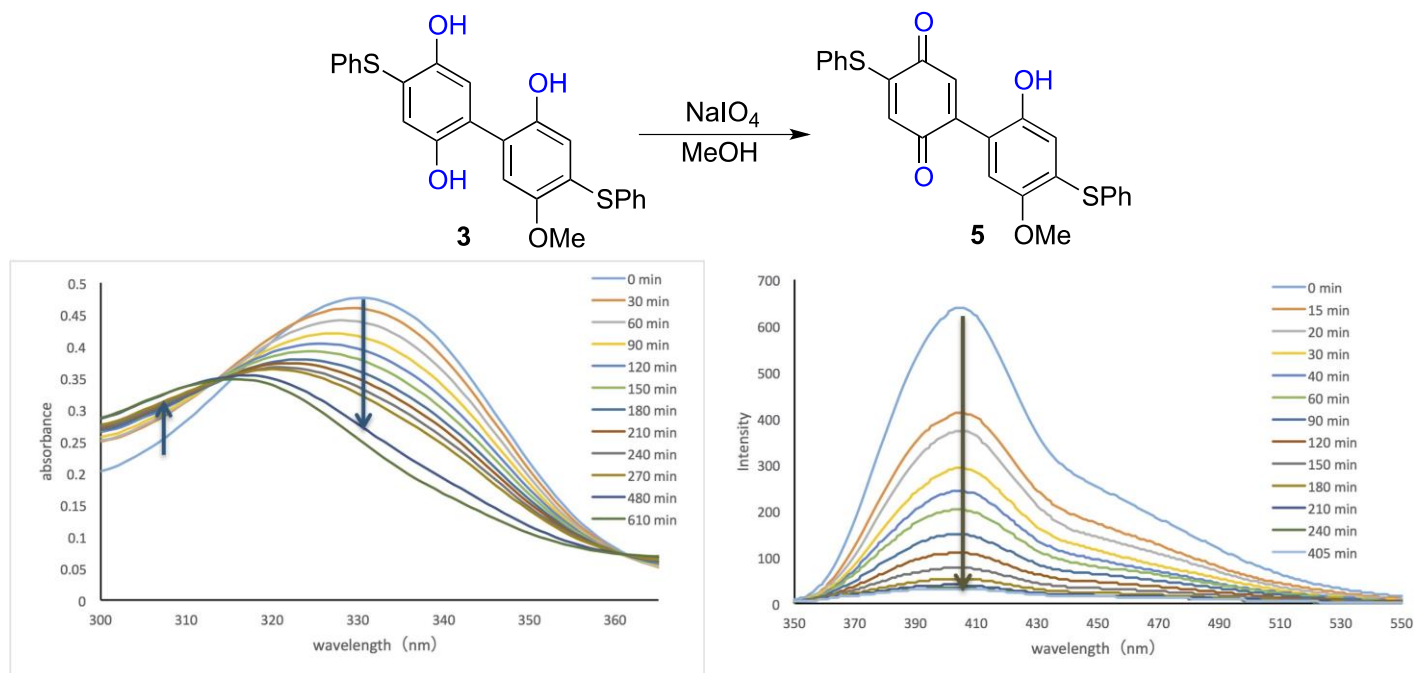 OH
PhS
OH
OH
SPh
OMe
3
NaIO4
MeOH
O
PhS
OH
O
SPh
OMe
5
absorbance
0.5
0.45
0.4
0.35
0.3
0.25
0.2
0.15
0.1
0.05
0
300 310 320 330 340 350 360
wavelength（nm）
0 min
30 min
60 min
90 min
120 min
150 min
180 min
210 min
240 min
270 min
480 min
610 min
Intensity
700
600
500
400
300
200
100
0
350 370 390 410 430 450 470 490 510 530 550
wavelength（nm）
0 min
15 min
20 min
30 min
40 min
60 min
90 min
120 min
150 min
180 min
210 min
240 min
405 min